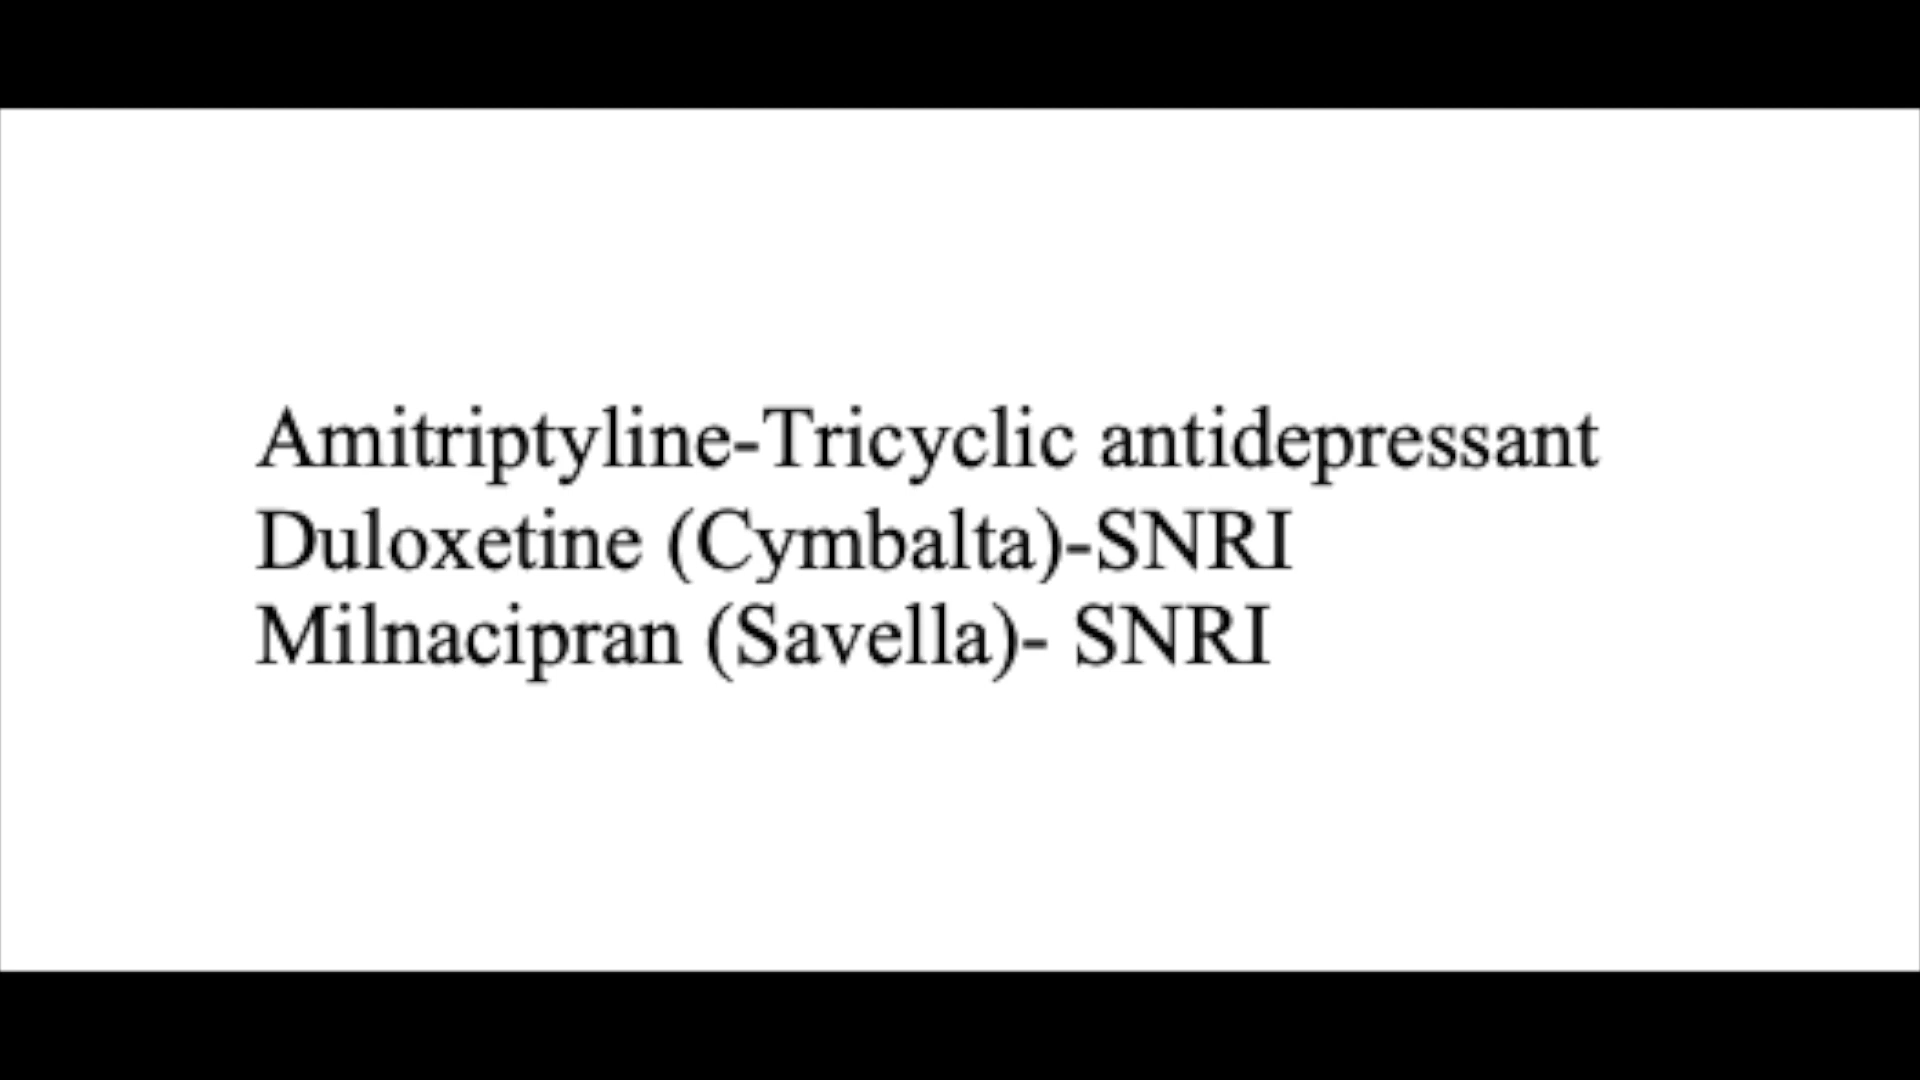 Amitriptyline-Tricyclic antidepressant
Duloxetine (Cymbalta)-SNRI
Milnacipran (Savella)- SNRI